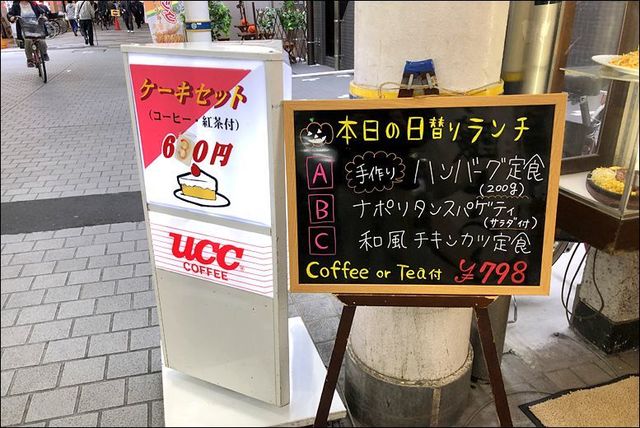 ケーキセット
(コーヒー・紅茶付)
630円
UCC
COFFEE
本日の日替りランチ
A 手作り ハンバーグ定食
(200g)
B ナポリタンスパゲティ
(サラダ付)
C 和風チキンカツ定食
Coffee or Tea付 ¥798